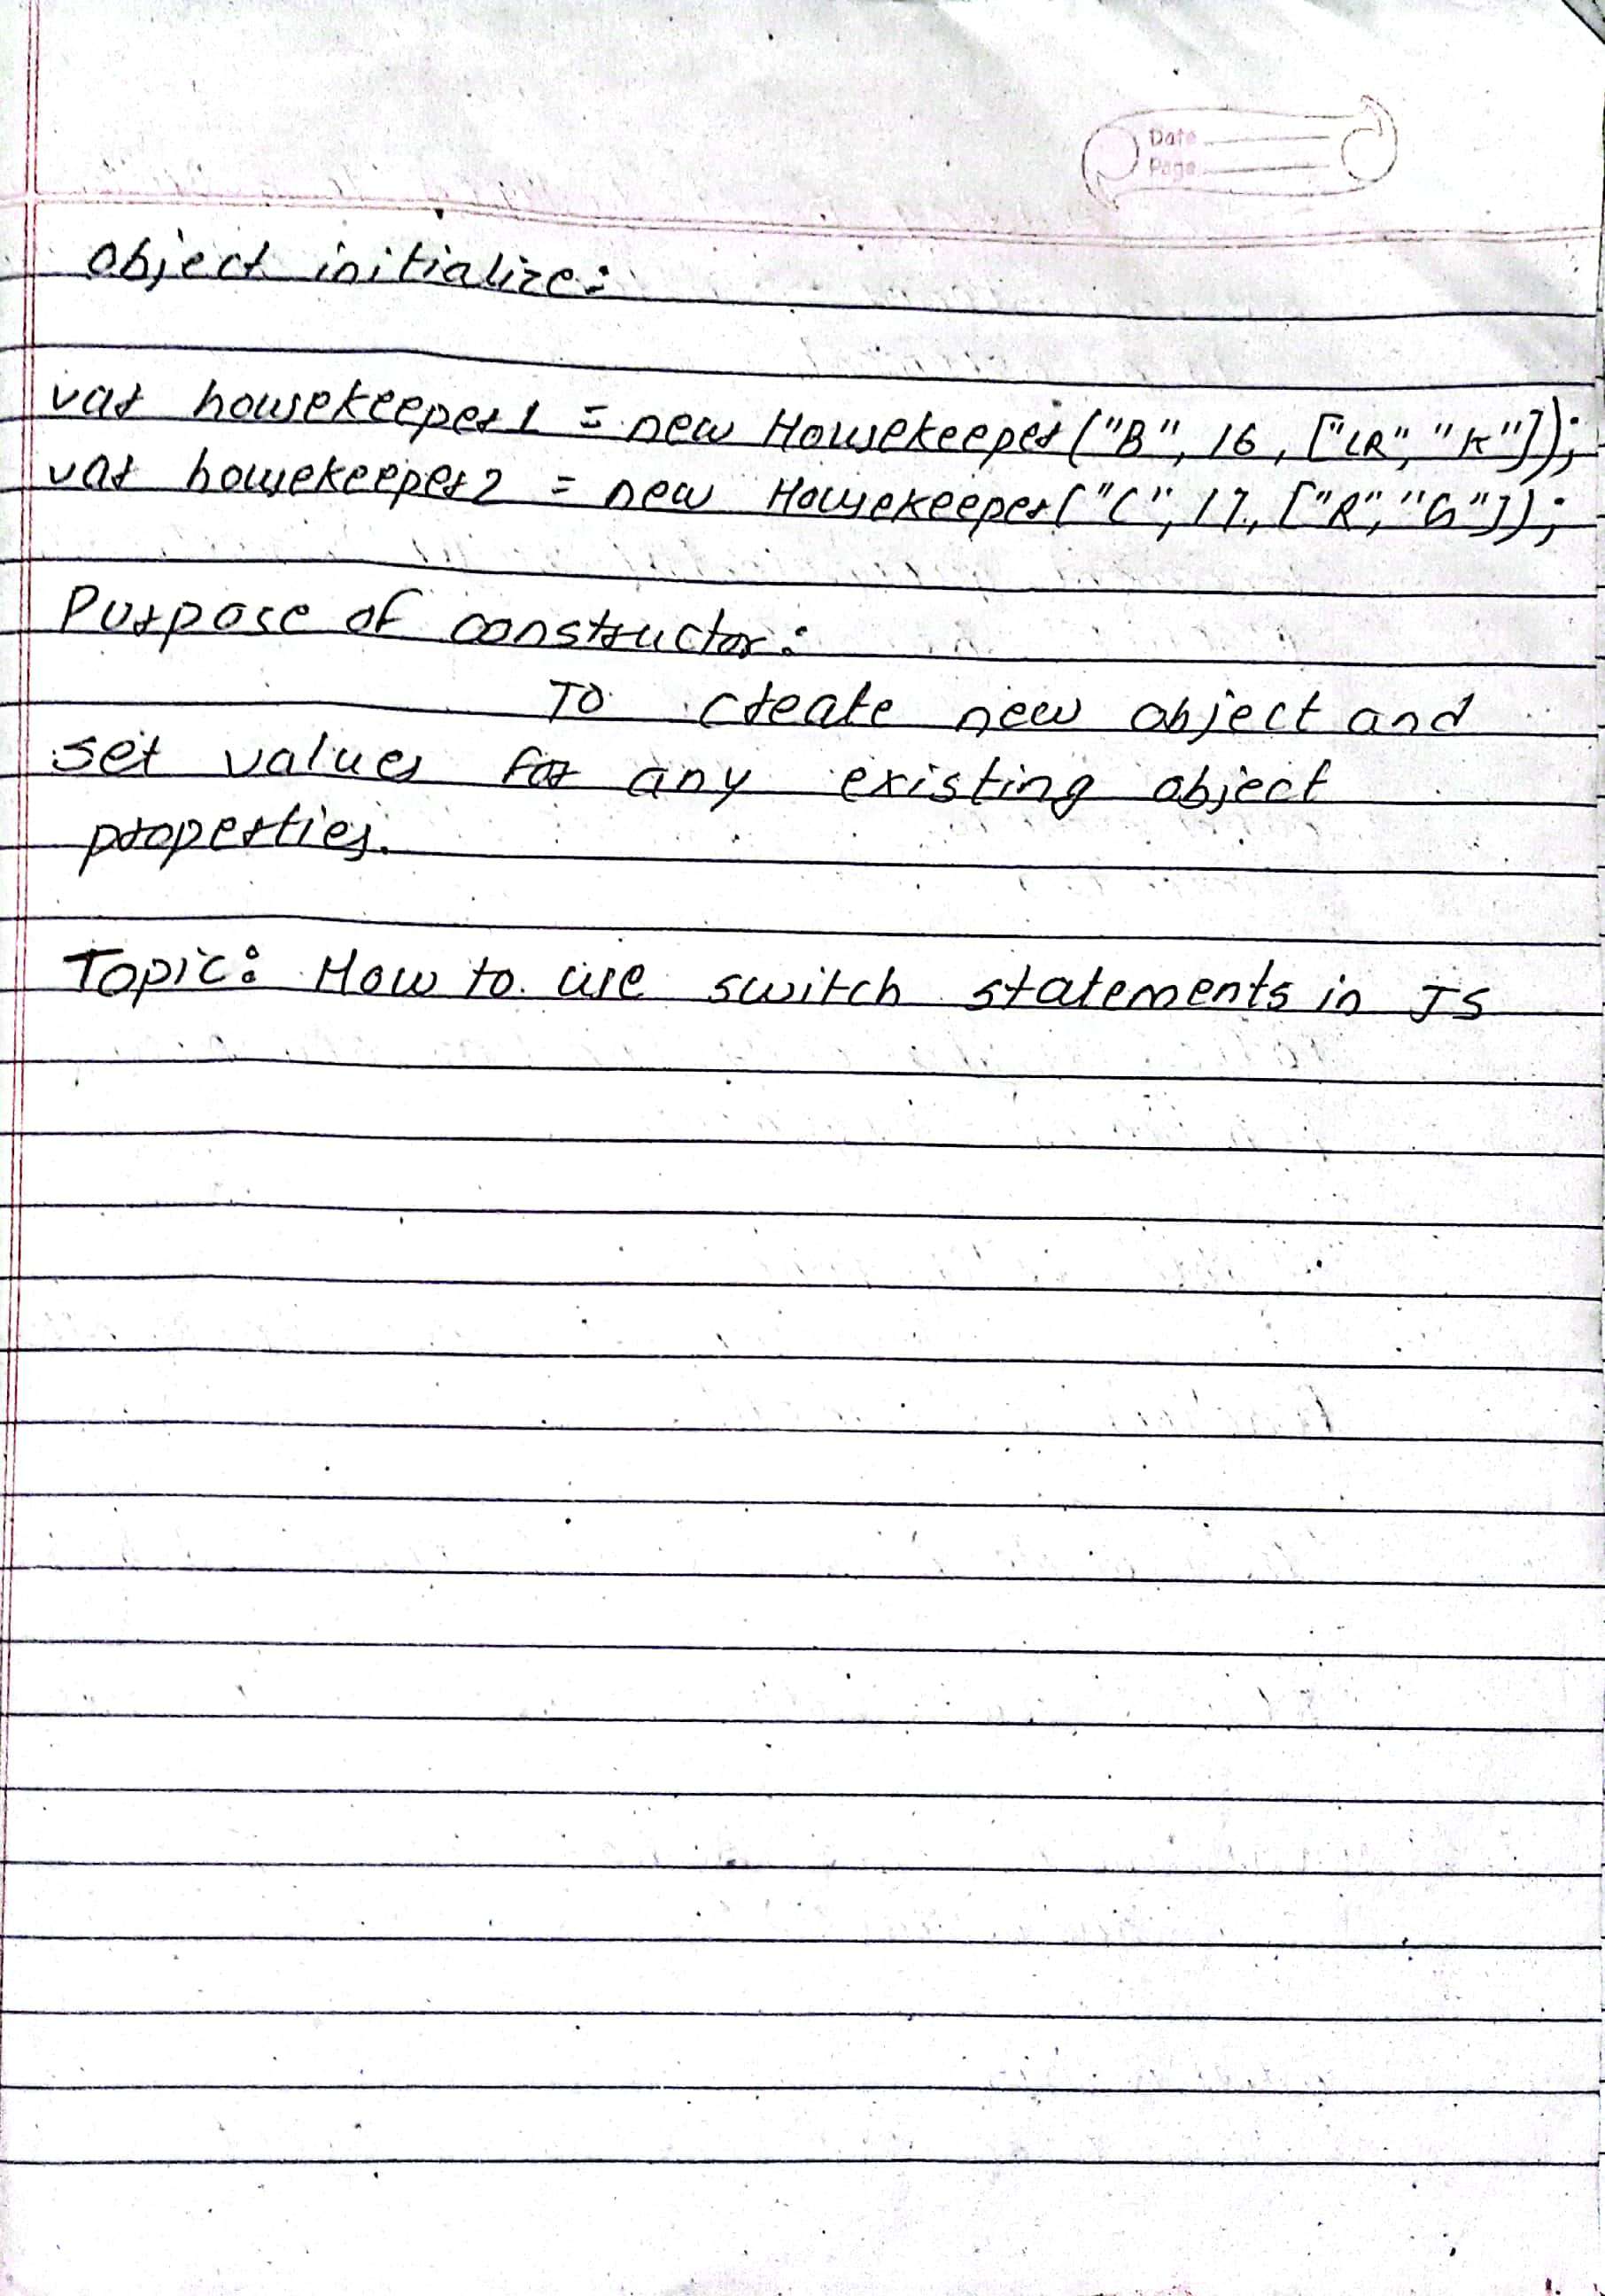 Date
Page
Object initialize:
var housekeeper1 = new Housekeeper("B", 16, ["LR", "K"]);
var housekeeper2 = new Housekeeper("C", 17, ["R", "G"]);
Purpose of constructor:
To create new object and
set values for any existing object
properties.
Topic: How to use switch statements in JS